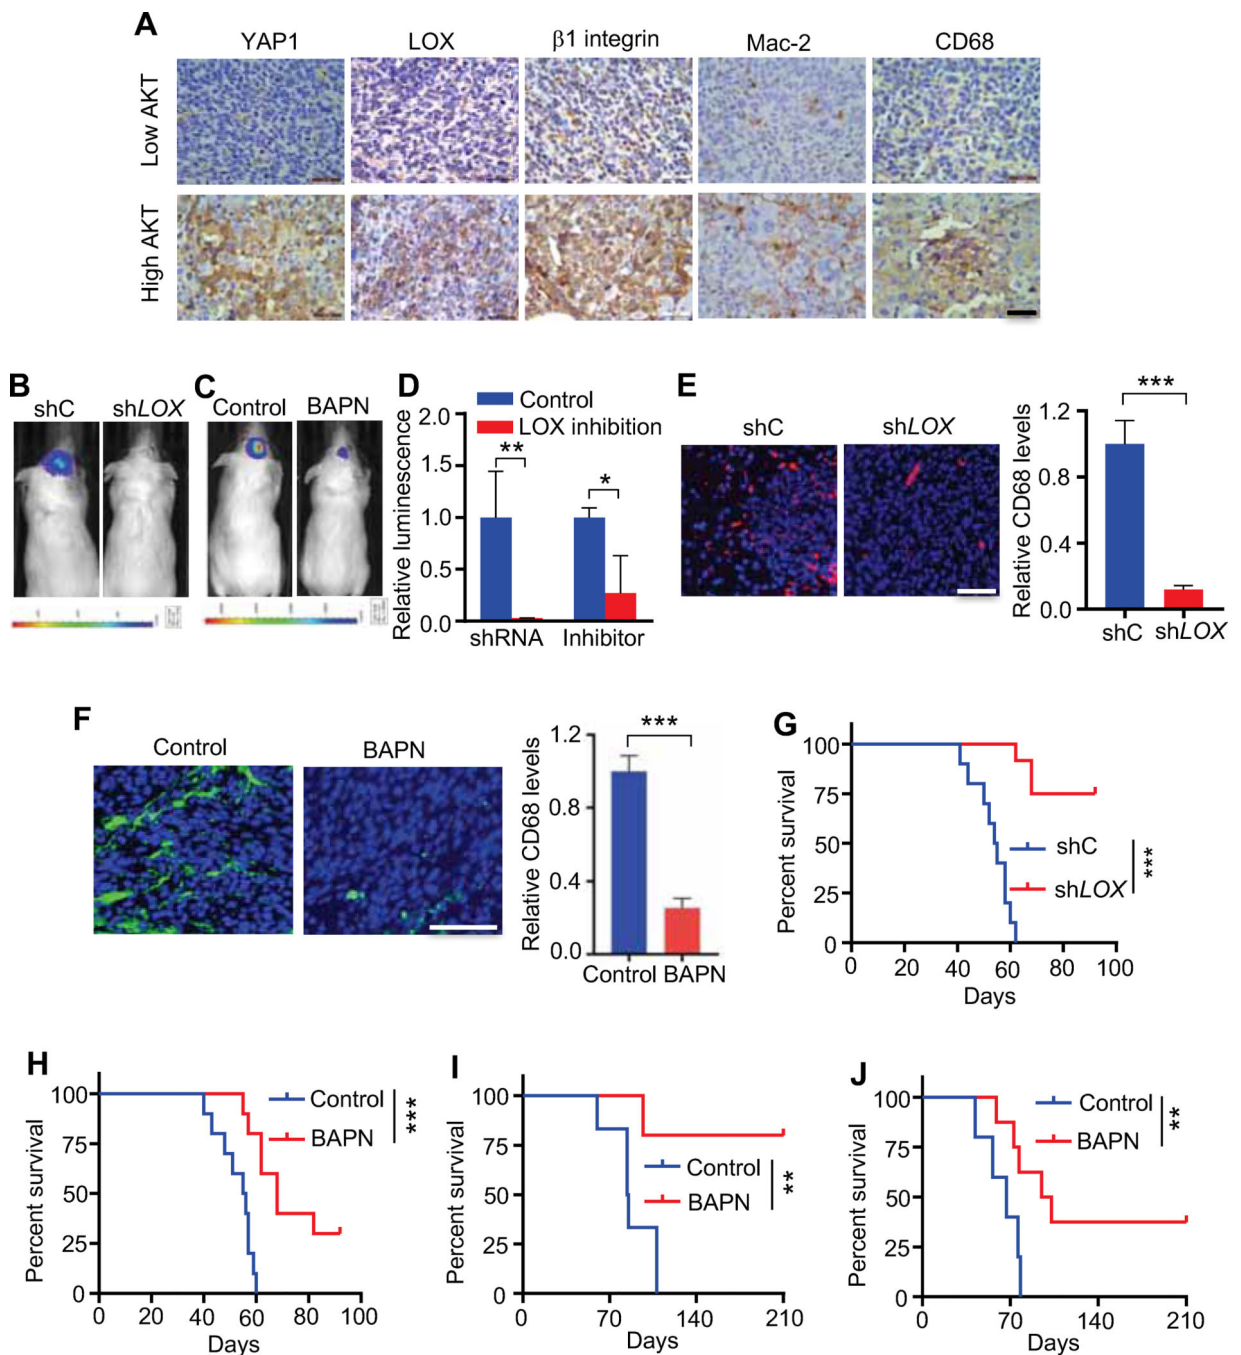 A
YAP1 LOX β1 integrin Mac-2 CD68
Low AKT
High AKT
B
shC shLOX
C
Control BAPN
D
Control
LOX inhibition
Relative luminescence
2.0
1.5
1.0
0.5
0.0
**
*
shRNA Inhibitor
E
shC shLOX
***
Relative CD68 levels
1.2
0.8
0.4
0.0
shC shLOX
F
Control BAPN
***
Relative CD68 levels
1.2
0.8
0.4
0.0
Control BAPN
G
Percent survival
100
75
50
25
0
shC
shLOX
***
0 20 40 60 80 100
Days
H
Percent survival
100
75
50
25
0
Control
BAPN
***
0 20 40 60 80 100
Days
I
Percent survival
100
75
50
25
0
Control
BAPN
**
70 140 210
Days
J
Percent survival
100
75
50
25
0
Control
BAPN
**
0 70 140 210
Days